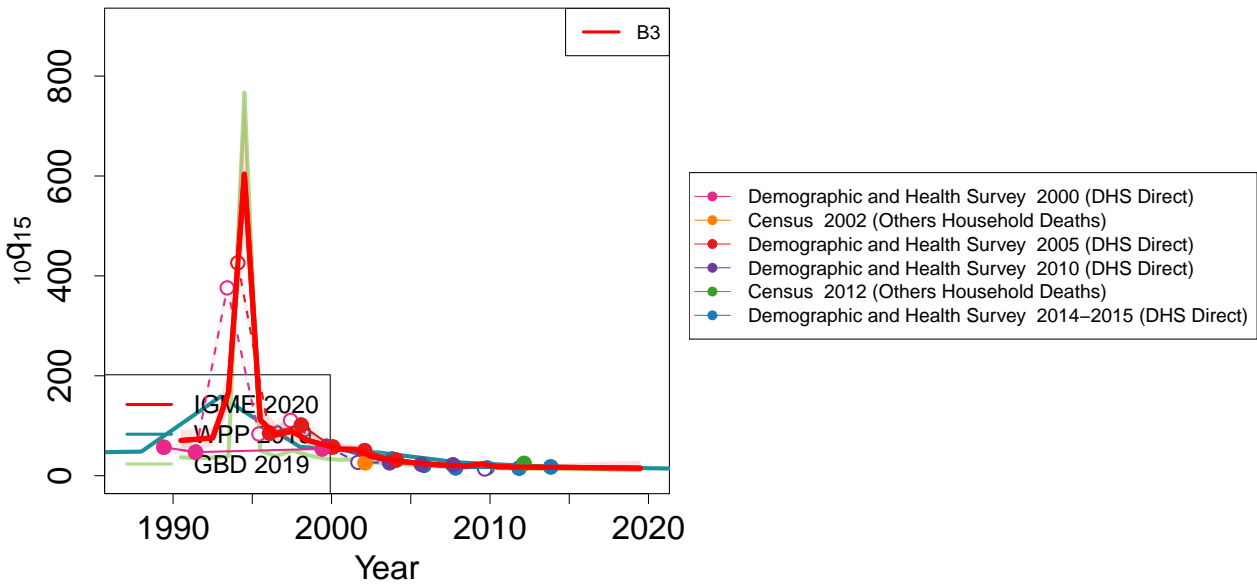 B3
800
600
400
200
0
10q15
IGME 2020
WPP 2019
GBD 2019
1990
2000
2010
2020
Year
Demographic and Health Survey 2000 (DHS Direct)
Census 2002 (Others Household Deaths)
Demographic and Health Survey 2005 (DHS Direct)
Demographic and Health Survey 2010 (DHS Direct)
Census 2012 (Others Household Deaths)
Demographic and Health Survey 2014−2015 (DHS Direct)